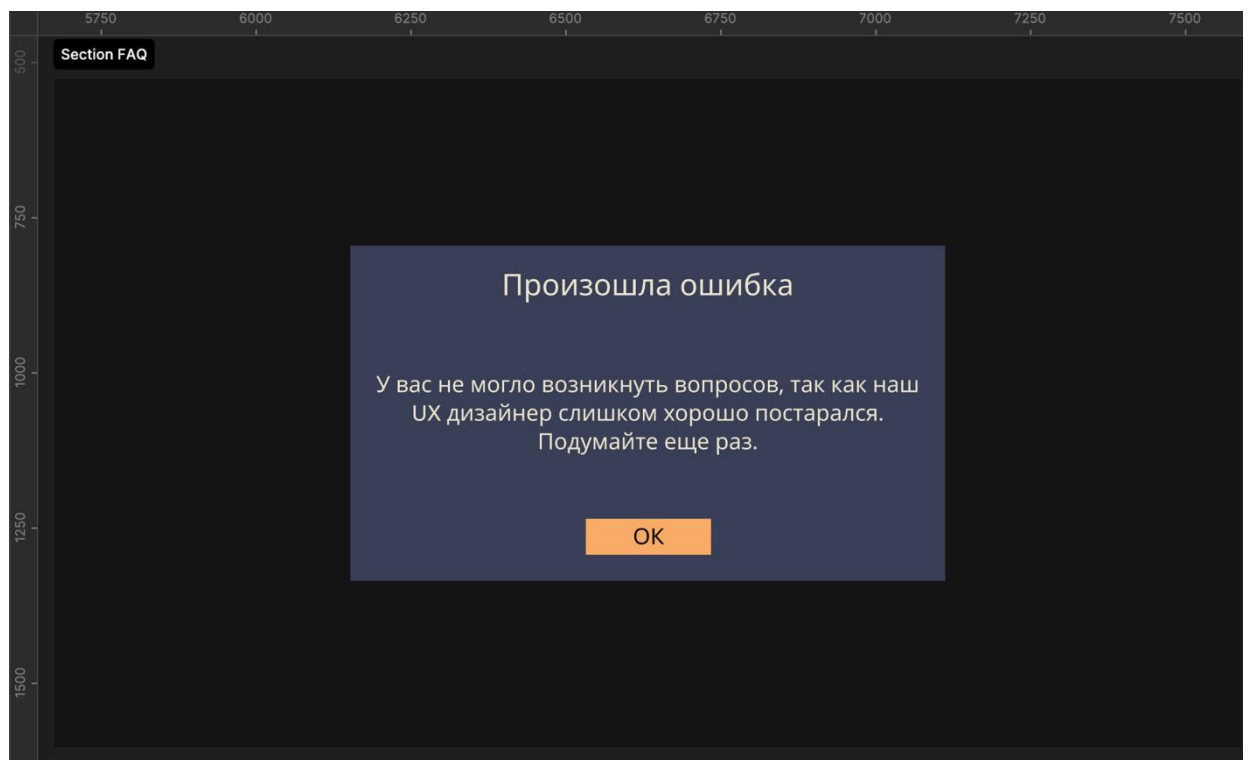 5750 6000 6250 6500 6750 7000 7250 7500
Section FAQ
500
750
1000
1250
1500
Произошла ошибка
У вас не могло возникнуть вопросов, так как наш
UX дизайнер слишком хорошо постарался.
Подумайте еще раз.
ОК